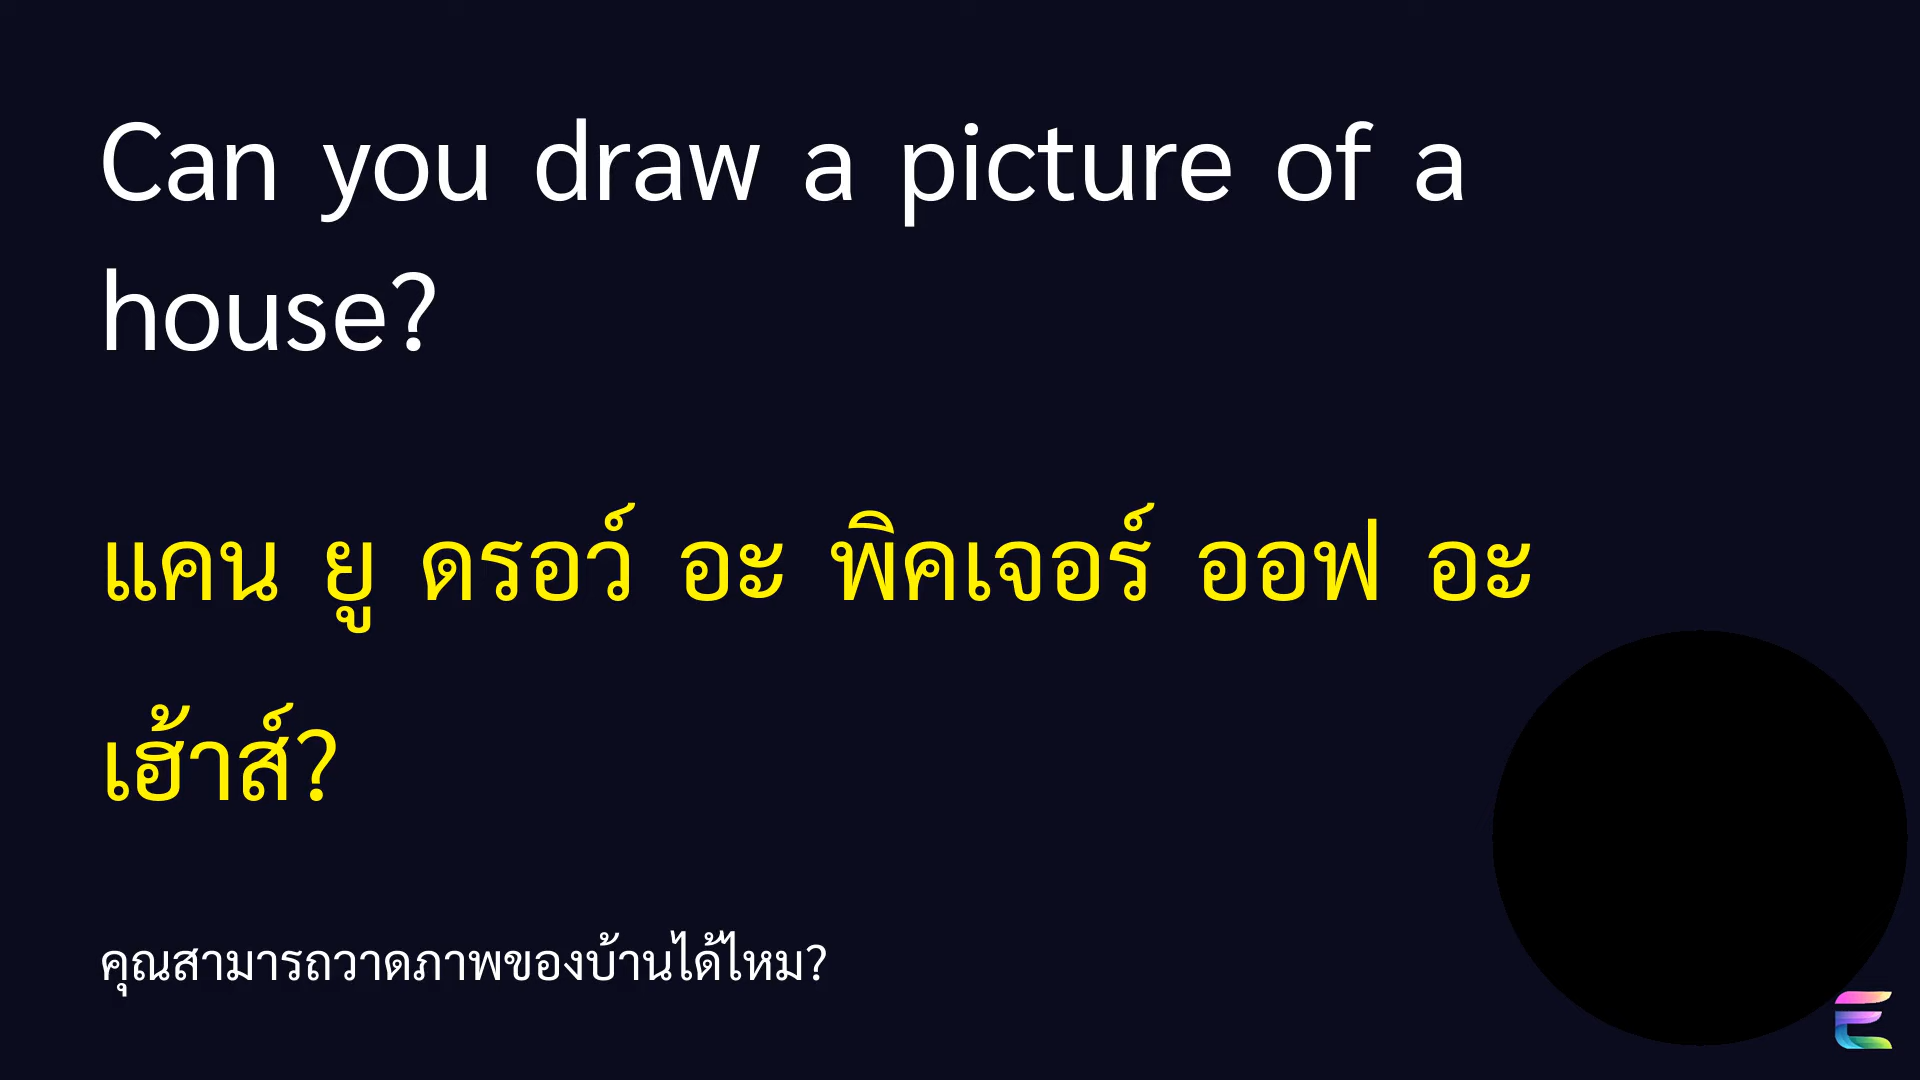 Can you draw a picture of a
house?
แคน ยู ดรอว์ อะ พิคเจอร์ ออฟ อะ
เฮ้าส์?
คุณสามารถวาดภาพของบ้านได้ไหม?